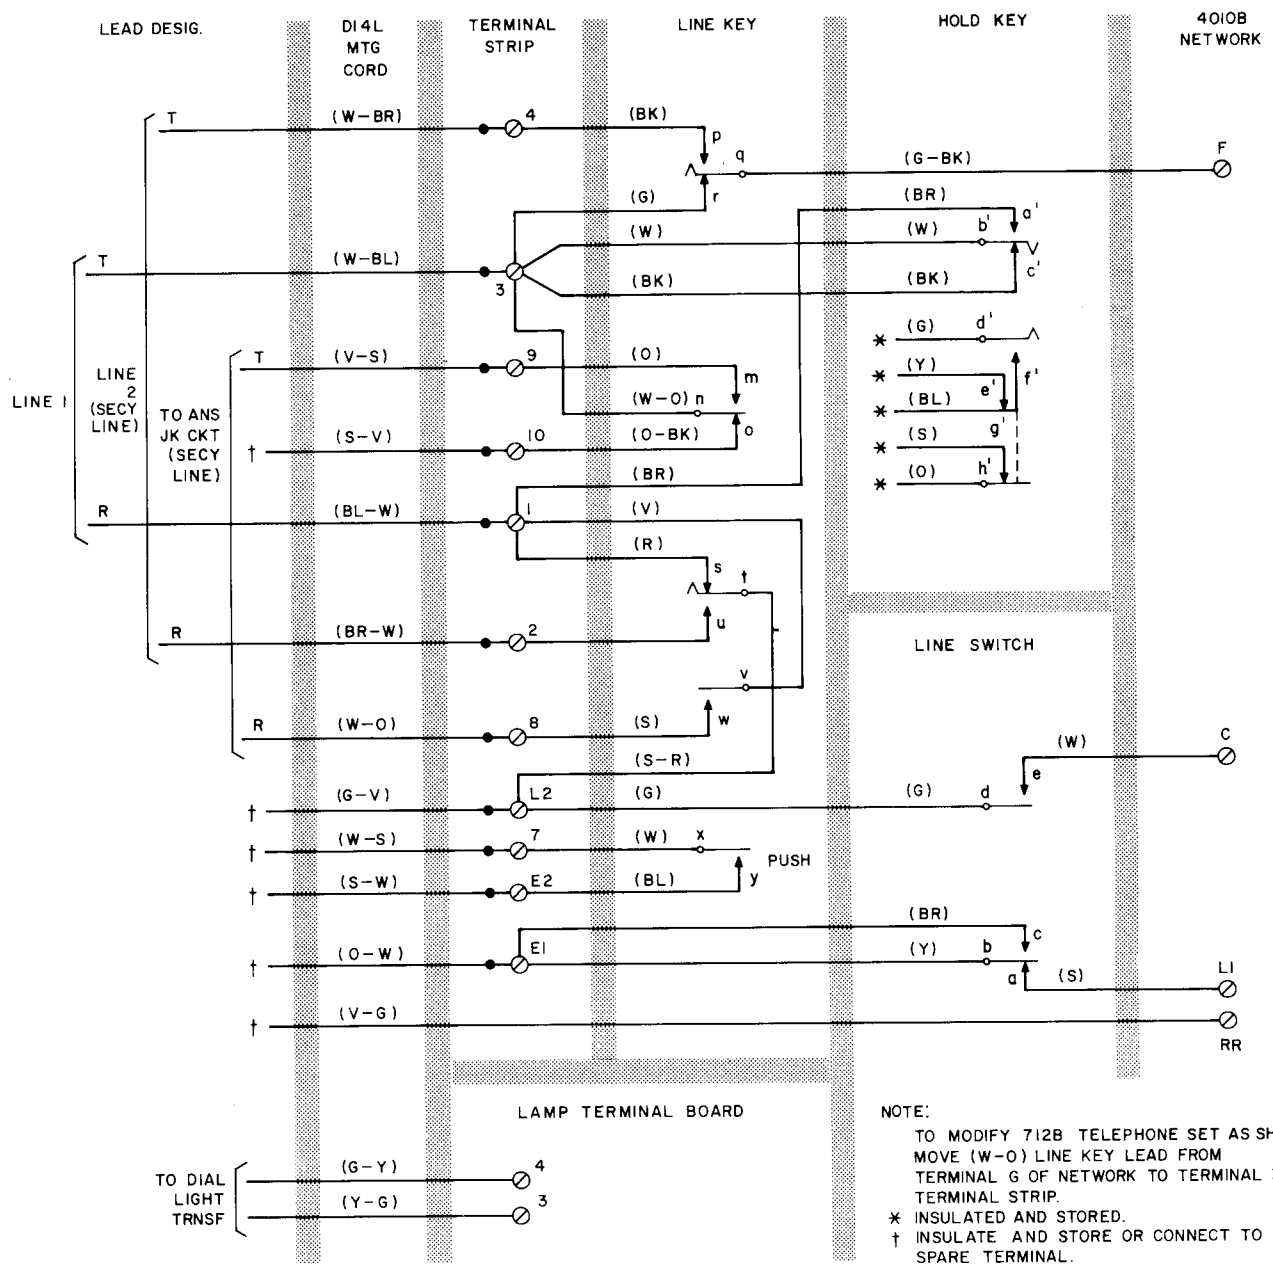 LEAD DESIG.
D14L
MTG
CORD
TERMINAL
STRIP
LINE KEY
HOLD KEY
4010B
NETWORK
T
(W-BR)
4
(BK)
p
q
(G-BK)
F
r
(G)
(BR)
a'
T
(W-BL)
3
(W)
(W)
b'
c'
(BK)
(BK)
* (G) d'
* (Y) e' f'
* (BL)
* (S) g'
* (O) h'
LINE 1
LINE
2
(SECY
LINE)
TO ANS
JK CKT
(SECY
LINE)
T
(V-S)
9
(O)
m
(W-O) n
† (S-V)
10
(O-BK)
o
(BR)
R
(BL-W)
1
(V)
(R)
s
t
R
(BR-W)
2
u
LINE SWITCH
v
R
(W-O)
8
(S)
w
(S-R)
(W)
C
e
† (G-V)
L2
(G)
(G)
d
† (W-S)
7
(W)
x
PUSH
† (S-W)
E2
(BL)
y
(BR)
c
† (O-W)
E1
(Y)
b
a
(S)
L1
† (V-G)
RR
LAMP TERMINAL BOARD
TO DIAL
LIGHT
TRNSF
(G-Y)
4
(Y-G)
3
NOTE:
TO MODIFY 712B TELEPHONE SET AS
MOVE (W-O) LINE KEY LEAD FROM
TERMINAL G OF NETWORK TO TERMINAL
TERMINAL STRIP.
* INSULATED AND STORED.
† INSULATE AND STORE OR CONNECT TO
SPARE TERMINAL.